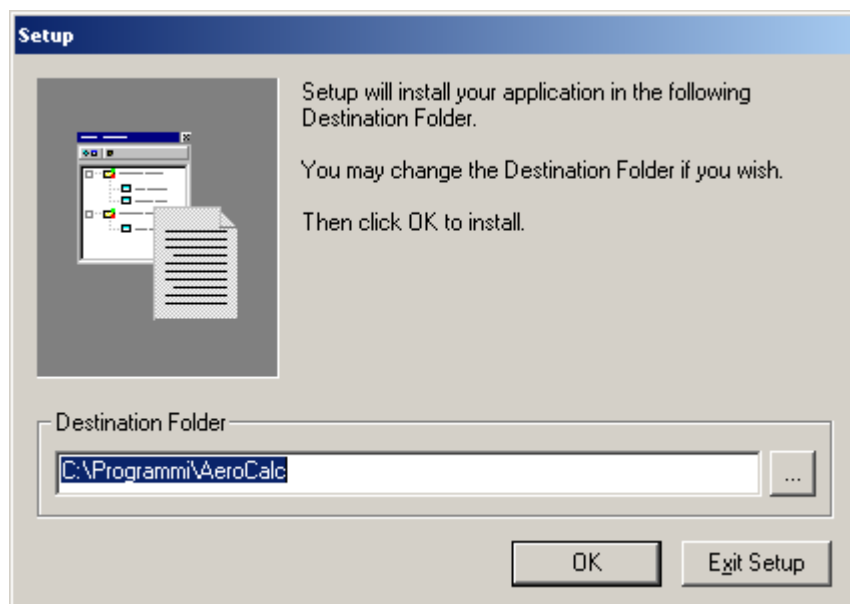 Setup
Setup will install your application in the following
Destination Folder.
You may change the Destination Folder if you wish.
Then click OK to install.
Destination Folder
C:\Programmi\AeroCalc
...
OK
Exit Setup